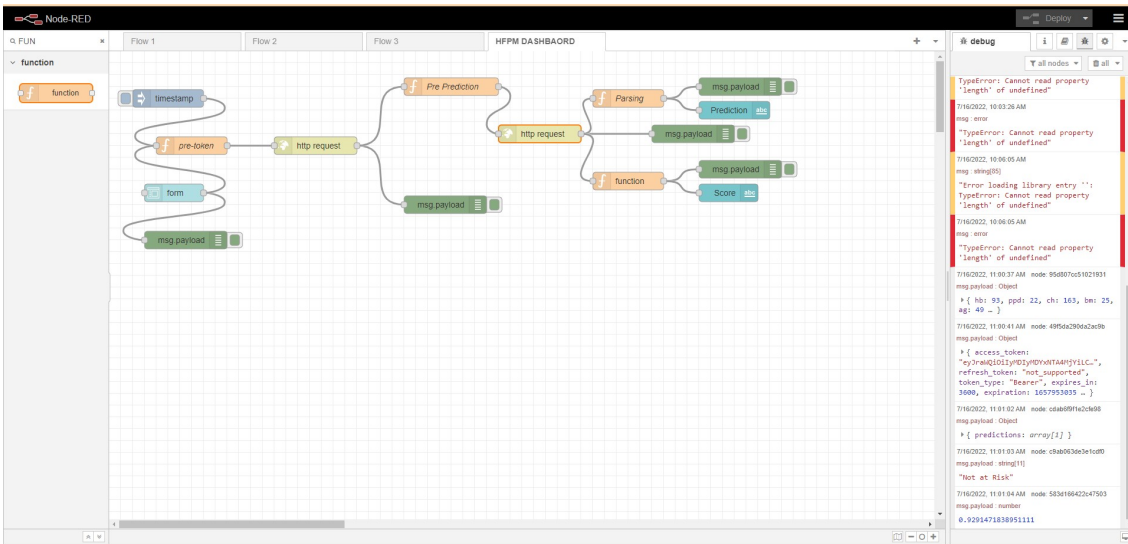 Node-RED
Deploy
FUN
function
function
Flow 1
Flow 2
Flow 3
HFPM DASHBAORD
timestamp
pre-token
form
msg.payload
http request
Pre Prediction
msg.payload
http request
Parsing
msg.payload
Prediction abc
msg.payload
function
msg.payload
Score abc
debug
all nodes
all
TypeError: Cannot read property
'length' of undefined"
7/16/2022, 10:03:26 AM
msg : error
"TypeError: Cannot read property
'length' of undefined"
7/16/2022, 10:06:05 AM
msg : string[85]
"Error loading library entry '':
TypeError: Cannot read property
'length' of undefined"
7/16/2022, 10:06:05 AM
msg : error
"TypeError: Cannot read property
'length' of undefined"
7/16/2022, 11:00:37 AM node: 95d807cc51021931
msg.payload : Object
{ hb: 93, ppd: 22, ch: 163, bm: 25,
ag: 49 … }
7/16/2022, 11:00:41 AM node: 49f5da290da2ac9b
msg.payload : Object
{ access_token:
refresh_token: "not_supported",
token_type: "Bearer", expires_in:
3600, expiration: 1657953035 … }
7/16/2022, 11:01:02 AM node: cdab6f9f1e2cfe98
msg.payload : Object
{ predictions: array[1] }
7/16/2022, 11:01:03 AM node: c9ab063de3e1cdf0
msg.payload : string[11]
"Not at Risk"
7/16/2022, 11:01:04 AM node: 583d166422c47503
msg.payload : number
0.9291471838951111